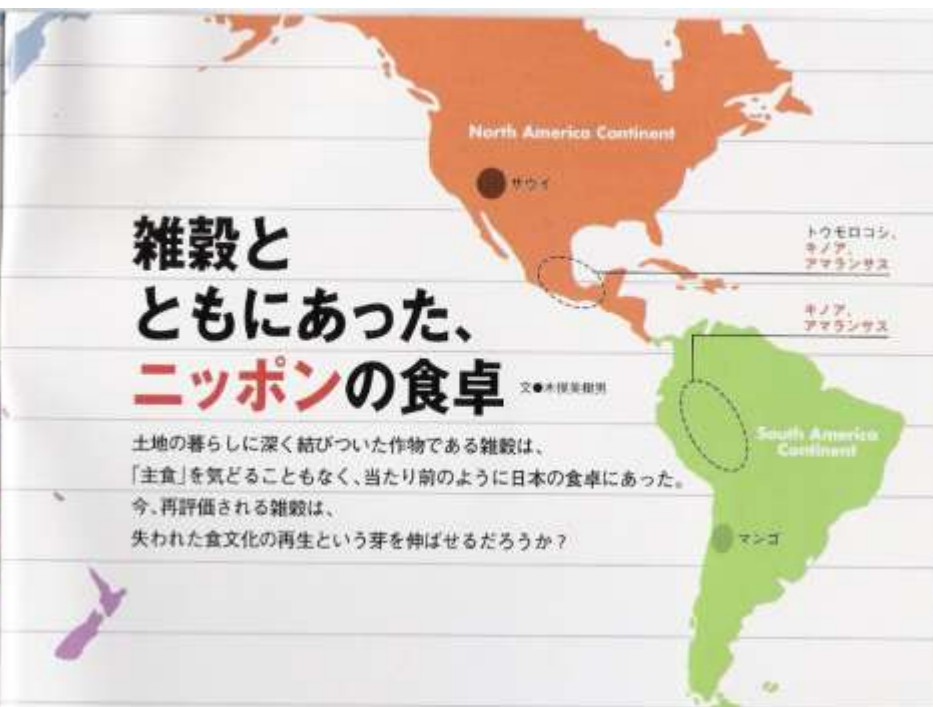 North America Continent
サウイ
雑穀と
ともにあった、
ニッポンの食卓
文●木俣美樹男
土地の暮らしに深く結びついた作物である雑穀は、
「主食」を気どることもなく、当たり前のように日本の食卓にあった。
今、再評価される雑穀は、
失われた食文化の再生という芽を伸ばせるだろうか？
トウモロコシ、
キノア、
アマランサス
キノア、
アマランサス
South America
Continent
マンゴ